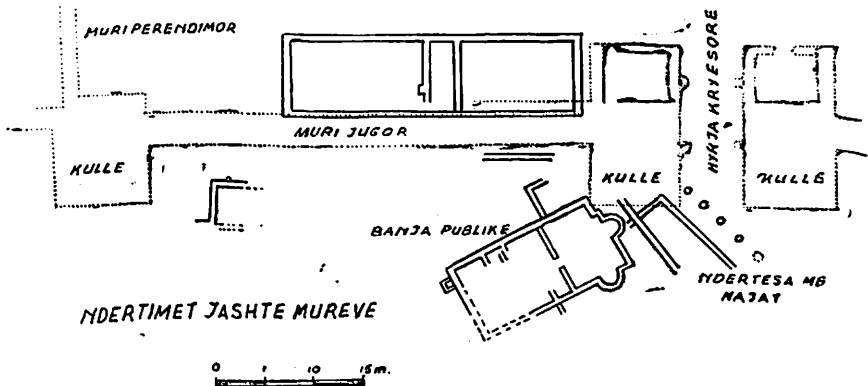 MURI PERENDIMOR
HYRJA KRYESORE
MURI JUGOR
KULLE
KULLE
KULLE
BANJA PUBLIKE
NDERTESA ME
HAJAT
NDERTIMET JASHTE MUREVE
0 10 15m.